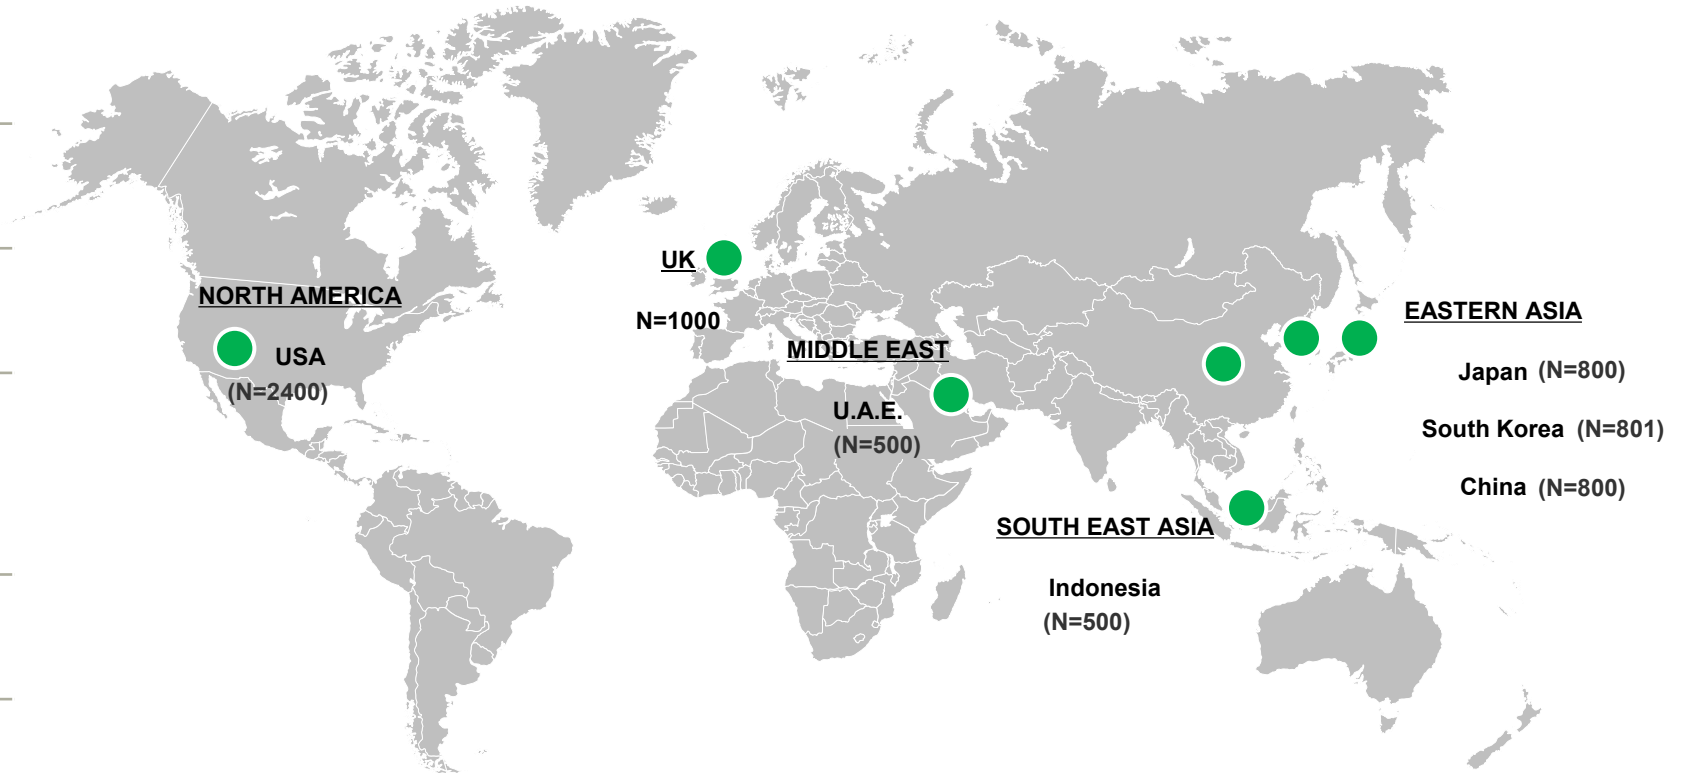 NORTH AMERICA
USA
(N=2400)
UK
N=1000
MIDDLE EAST
U.A.E.
(N=500)
SOUTH EAST ASIA
Indonesia
(N=500)
EASTERN ASIA
Japan (N=800)
South Korea (N=801)
China (N=800)